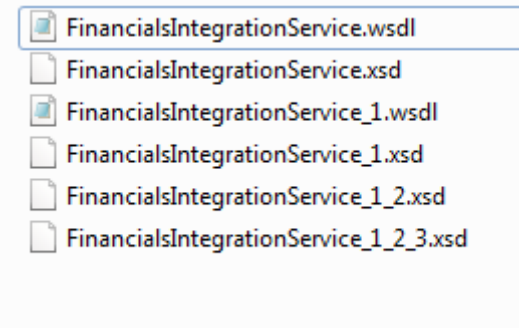 FinancialsIntegrationService.wsdl
FinancialsIntegrationService.xsd
FinancialsIntegrationService_1.wsdl
FinancialsIntegrationService_1.xsd
FinancialsIntegrationService_1_2.xsd
FinancialsIntegrationService_1_2_3.xsd